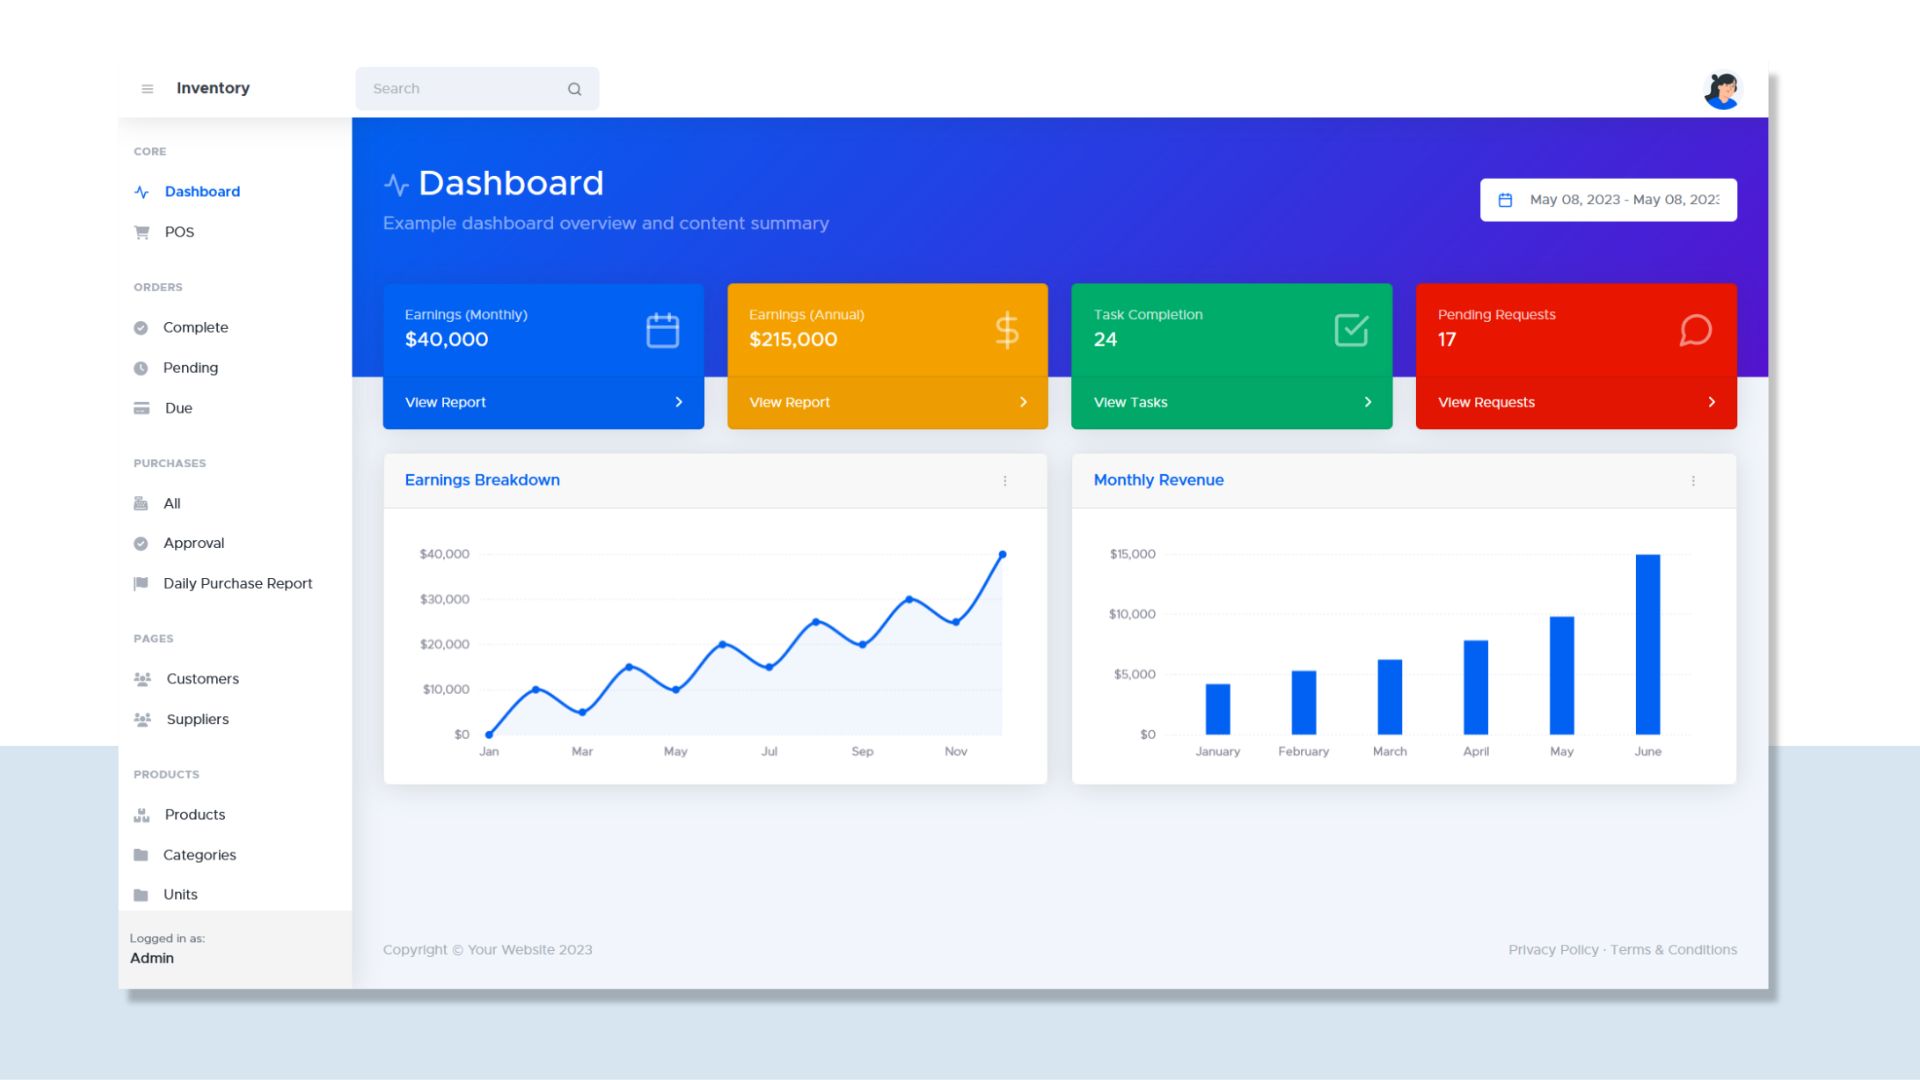 Inventory
Search
CORE
Dashboard
POS
ORDERS
Complete
Pending
Due
PURCHASES
All
Approval
Daily Purchase Report
PAGES
Customers
Suppliers
PRODUCTS
Products
Categories
Units
Logged in as:
Admin
Dashboard
Example dashboard overview and content summary
May 08, 2023 - May 08, 2023
Earnings (Monthly)
$40,000
View Report
Earnings (Annual)
$215,000
View Report
Task Completion
24
View Tasks
Pending Requests
17
View Requests
Earnings Breakdown
$40,000
$30,000
$20,000
$10,000
$0
Jan Mar May Jul Sep Nov
Monthly Revenue
$15,000
$10,000
$5,000
$0
January February March April May June
Copyright © Your Website 2023
Privacy Policy · Terms & Conditions